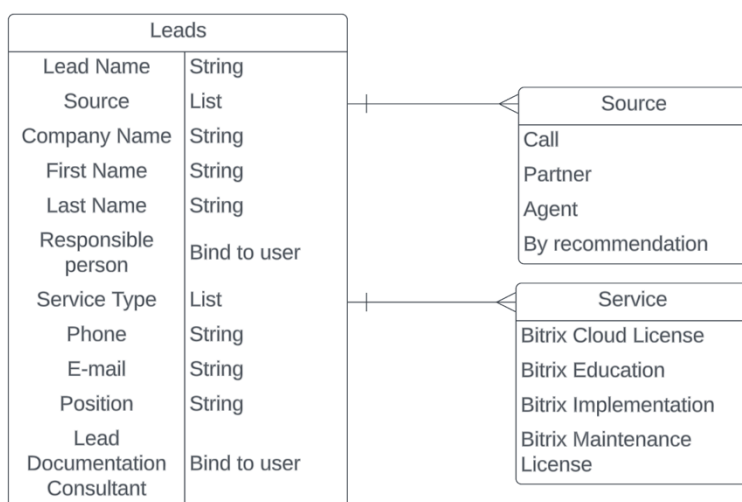 Leads
Lead Name String
Source List
Company Name String
First Name String
Last Name String
Responsible
person
Bind to user
Service Type List
Phone String
E-mail String
Position String
Lead
Documentation
Consultant
Bind to user
Source
Call
Partner
Agent
By recommendation
Service
Bitrix Cloud License
Bitrix Education
Bitrix Implementation
Bitrix Maintenance
License